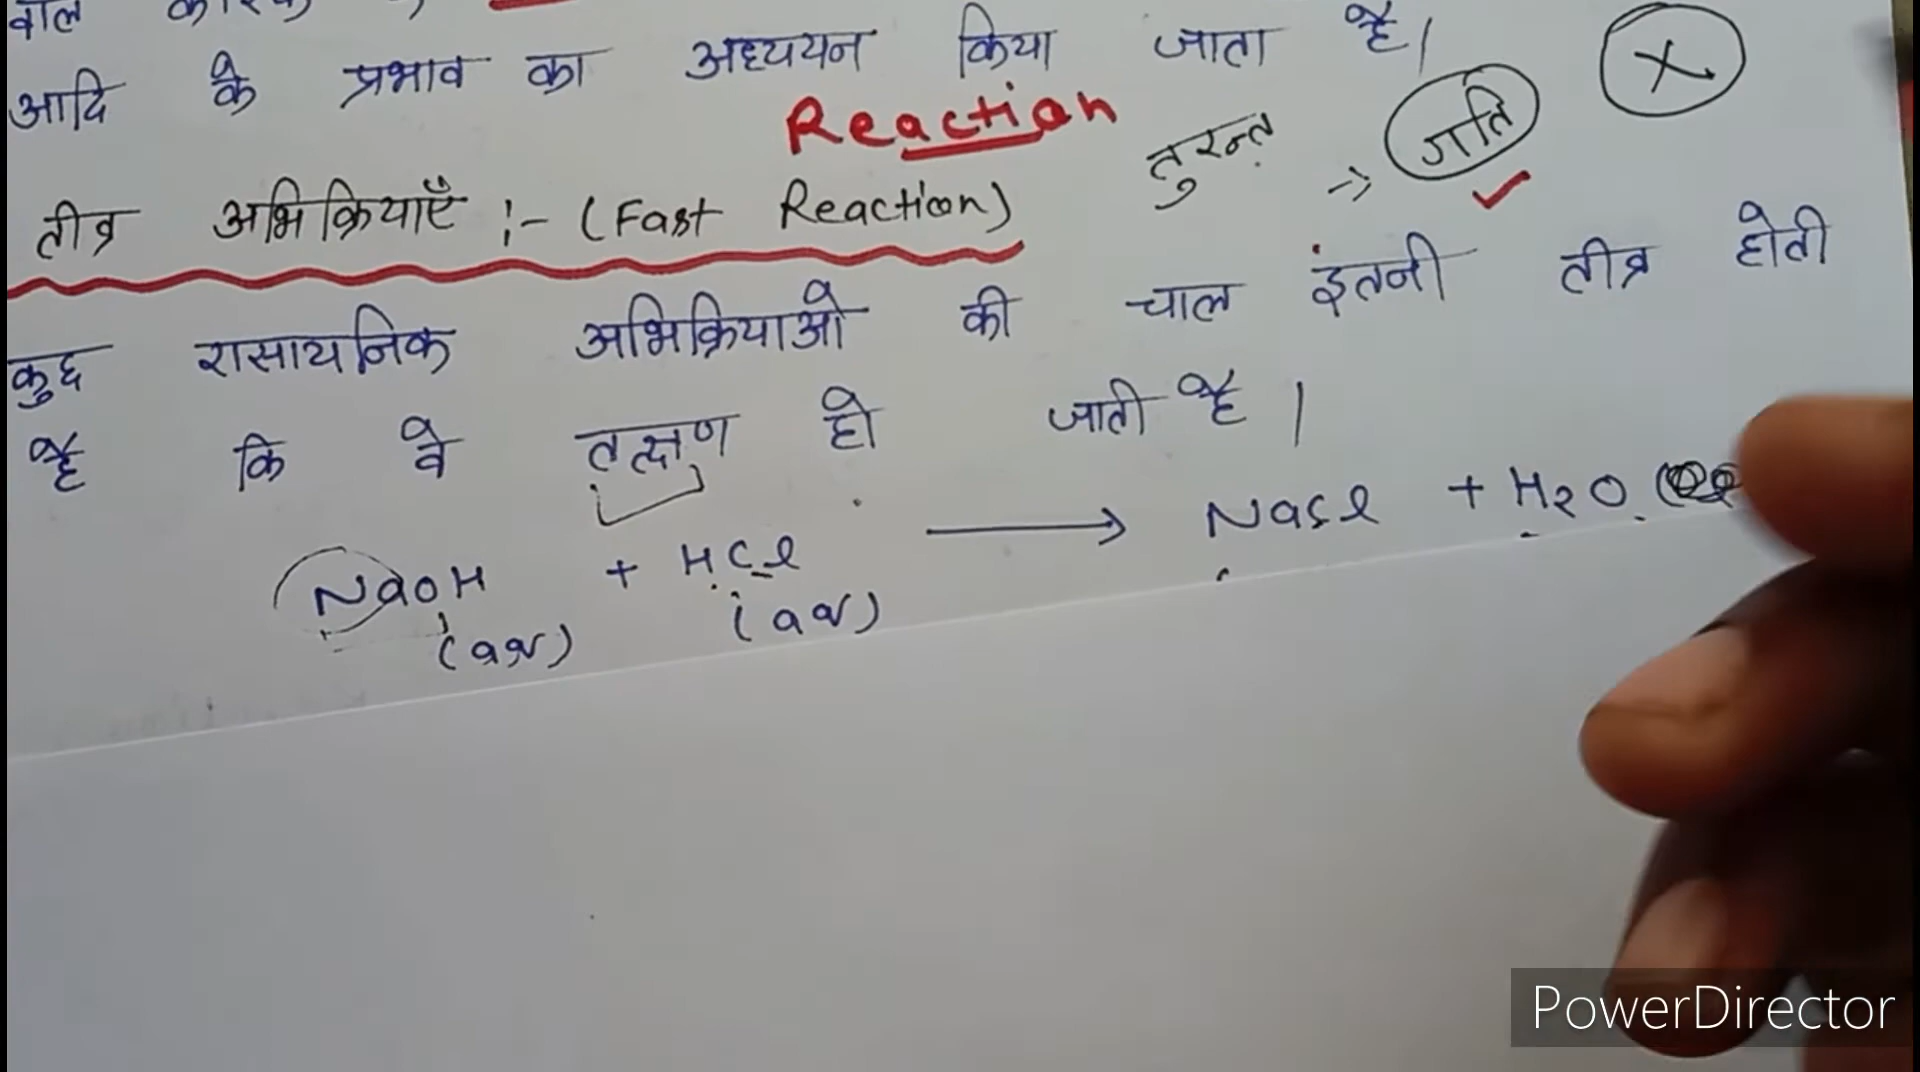 वाले
आदि के प्रभाव का अध्ययन किया जाता है।
Reaction
तुरन्त => गति ✓ X
तीव्र अभिक्रियाएँ :- (Fast Reaction)
कुछ रासायनिक अभिक्रियाओ की चाल इतनी तीव्र होती
है कि वे तत्क्षण हो जाती है।
NaOH + HCl ⟶ NaCl + H2O
(aq) (aq)
PowerDirector